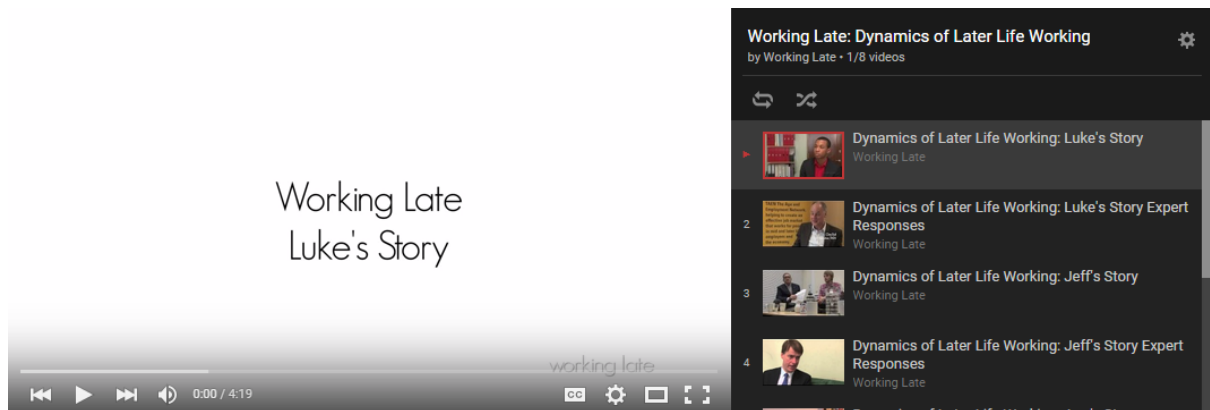 Working Late
Luke's Story
working late
0:00 / 4:19
CC
Working Late: Dynamics of Later Life Working
by Working Late • 1/8 videos
Dynamics of Later Life Working: Luke's Story
Working Late
2
Dynamics of Later Life Working: Luke's Story Expert
Responses
Working Late
3
Dynamics of Later Life Working: Jeff's Story
Working Late
4
Dynamics of Later Life Working: Jeff's Story Expert
Responses
Working Late